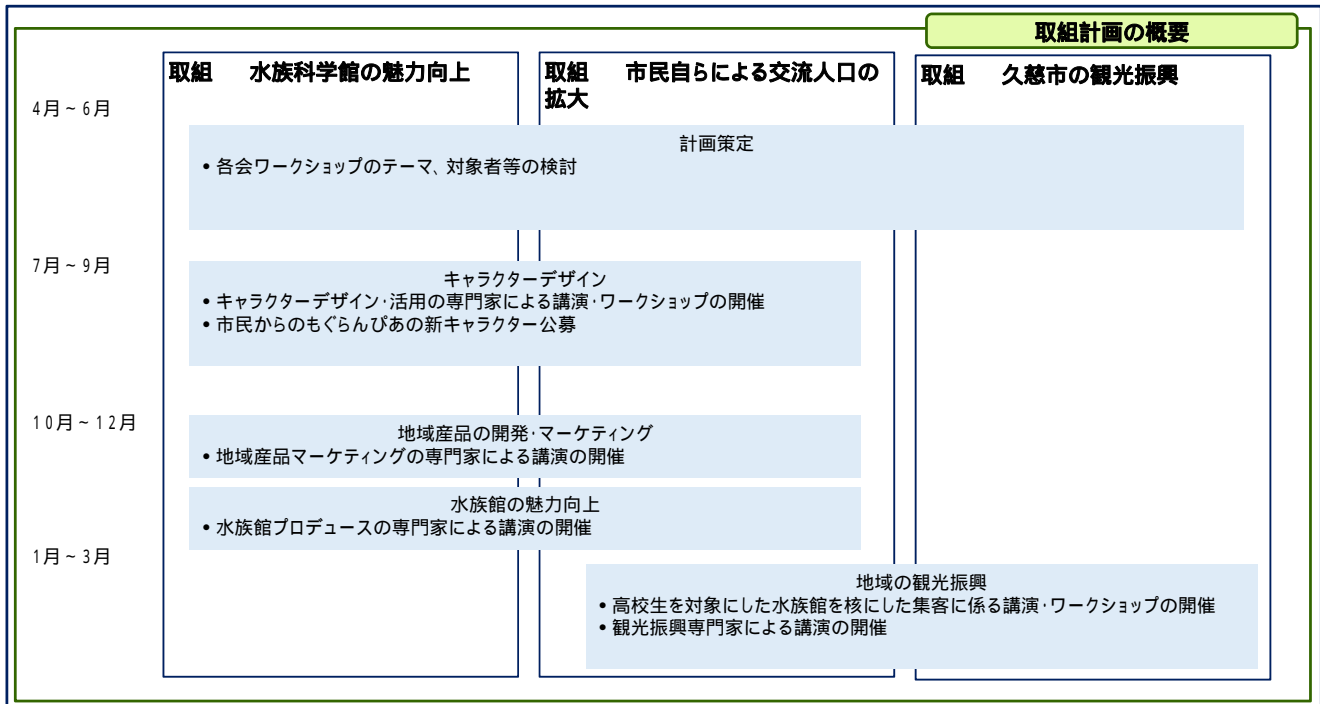 取組計画の概要
取組　水族科学館の魅力向上
取組　市民自らによる交流人口の
拡大
取組　久慈市の観光振興
4月～6月
計画策定
• 各会ワークショップのテーマ、対象者等の検討
7月～9月
キャラクターデザイン
• キャラクターデザイン･活用の専門家による講演･ワークショップの開催
• 市民からのもぐらんぴあの新キャラクター公募
10月～12月
地域産品の開発･マーケティング
• 地域産品マーケティングの専門家による講演の開催
水族館の魅力向上
• 水族館プロデュースの専門家による講演の開催
1月～3月
地域の観光振興
• 高校生を対象にした水族館を核にした集客に係る講演･ワークショップの開催
• 観光振興専門家による講演の開催